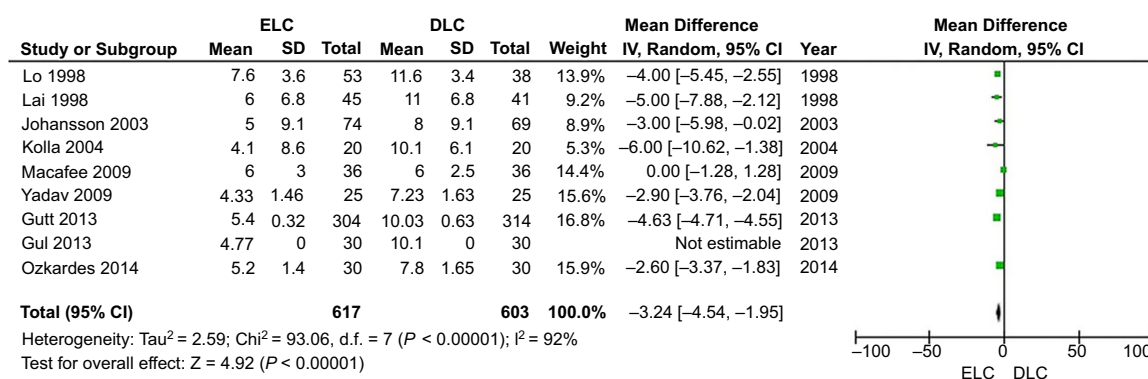 ELC DLC Mean Difference Mean Difference
Study or Subgroup Mean SD Total Mean SD Total Weight IV, Random, 95% CI Year IV, Random, 95% CI
Lo 1998 7.6 3.6 53 11.6 3.4 38 13.9% –4.00 [–5.45, –2.55] 1998
Lai 1998 6 6.8 45 11 6.8 41 9.2% –5.00 [–7.88, –2.12] 1998
Johansson 2003 5 9.1 74 8 9.1 69 8.9% –3.00 [–5.98, –0.02] 2003
Kolla 2004 4.1 8.6 20 10.1 6.1 20 5.3% –6.00 [–10.62, –1.38] 2004
Macafee 2009 6 3 36 6 2.5 36 14.4% 0.00 [–1.28, 1.28] 2009
Yadav 2009 4.33 1.46 25 7.23 1.63 25 15.6% –2.90 [–3.76, –2.04] 2009
Gutt 2013 5.4 0.32 304 10.03 0.63 314 16.8% –4.63 [–4.71, –4.55] 2013
Gul 2013 4.77 0 30 10.1 0 30 Not estimable 2013
Ozkardes 2014 5.2 1.4 30 7.8 1.65 30 15.9% –2.60 [–3.37, –1.83] 2014
Total (95% CI) 617 603 100.0% –3.24 [–4.54, –1.95]
Heterogeneity: Tau² = 2.59; Chi² = 93.06, d.f. = 7 (P < 0.00001); I² = 92%
Test for overall effect: Z = 4.92 (P < 0.00001)
–100 –50 0 50 100
ELC DLC